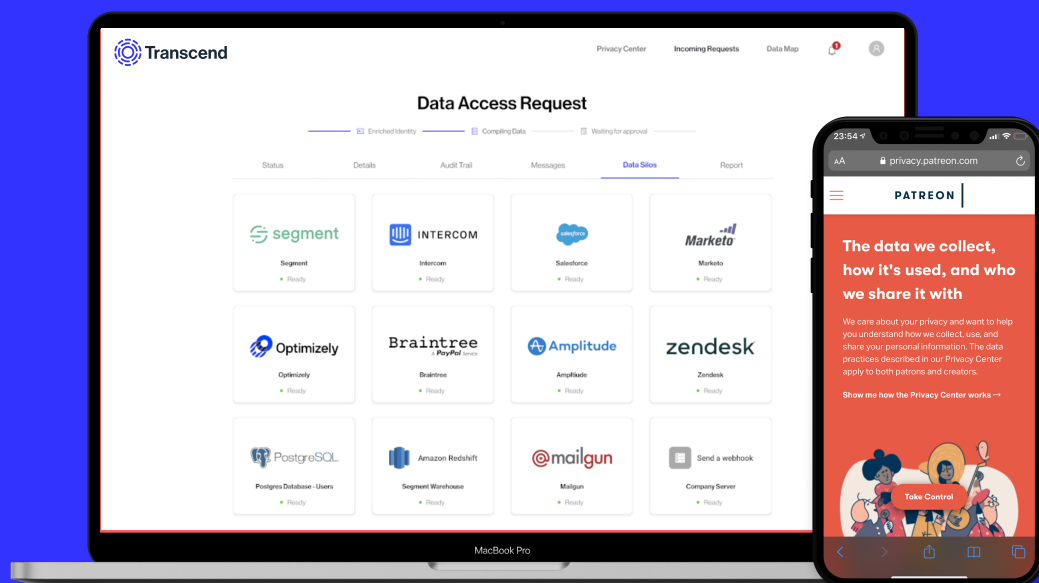 Transcend
Privacy Center
Incoming Requests
Data Map
1
Data Access Request
Enriched Identity
Compiling Data
Waiting for approval
Status
Details
Audit Trail
Messages
Data Silos
Report
segment
INTERCOM
salesforce
Marketo
Segment
Intercom
Salesforce
Marketo
Ready
Ready
Ready
Ready
Optimizely
Braintree
A PayPal Service
Amplitude
zendesk
Optimizely
Braintree
Amplitude
Zendesk
Ready
Ready
Ready
Ready
PostgreSQL
Amazon Redshift
@mailgun
Send a webhook
Postgres Database - Users
Segment Warehouse
Mailgun
Company Server
Ready
Ready
Ready
Ready
MacBook Pro
23:54
AA
privacy.patreon.com
PATREON
The data we collect,
how it's used, and who
we share it with
We care about your privacy and want to help
you understand how we collect, use, and
share your personal information. The data
practices described in our Privacy Center
apply to both patrons and creators.
Show me how the Privacy Center works →
Take Control